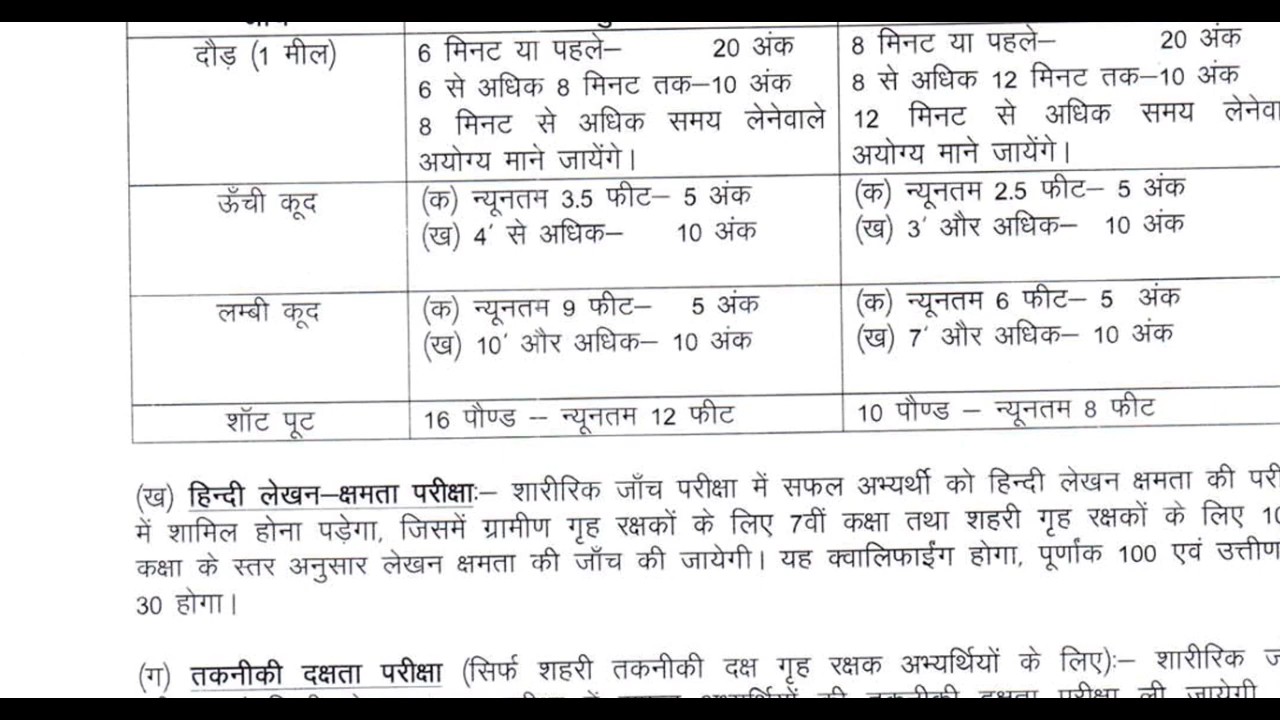 दौड़ (1 मील)
6 मिनट या पहले– 20 अंक
6 से अधिक 8 मिनट तक–10 अंक
8 मिनट से अधिक समय लेनेवाले
अयोग्य माने जायेंगे।
8 मिनट या पहले– 20 अंक
8 से अधिक 12 मिनट तक–10 अंक
12 मिनट से अधिक समय
अयोग्य माने जायेंगे।
ऊँची कूद
(क) न्यूनतम 3.5 फीट– 5 अंक
(ख) 4' से अधिक– 10 अंक
(क) न्यूनतम 2.5 फीट– 5 अंक
(ख) 3' और अधिक– 10 अंक
लम्बी कूद
(क) न्यूनतम 9 फीट– 5 अंक
(ख) 10' और अधिक– 10 अंक
(क) न्यूनतम 6 फीट– 5 अंक
(ख) 7' और अधिक– 10 अंक
शॉट पूट
16 पौण्ड – न्यूनतम 12 फीट
10 पौण्ड – न्यूनतम 8 फीट
(ख) हिन्दी लेखन–क्षमता परीक्षाः– शारीरिक जाँच परीक्षा में सफल अभ्यर्थी को हिन्दी लेखन क्षमता की
में शामिल होना पड़ेगा, जिसमें ग्रामीण गृह रक्षकों के लिए 7वीं कक्षा तथा शहरी गृह रक्षकों के लिए
कक्षा के स्तर अनुसार लेखन क्षमता की जाँच की जायेगी। यह क्वालिफाईंग होगा, पूर्णांक 100 एवं
30 होगा।
(ग) तकनीकी दक्षता परीक्षा (सिर्फ शहरी तकनीकी दक्ष गृह रक्षक अभ्यर्थियों के लिए)ः– शारीरिक